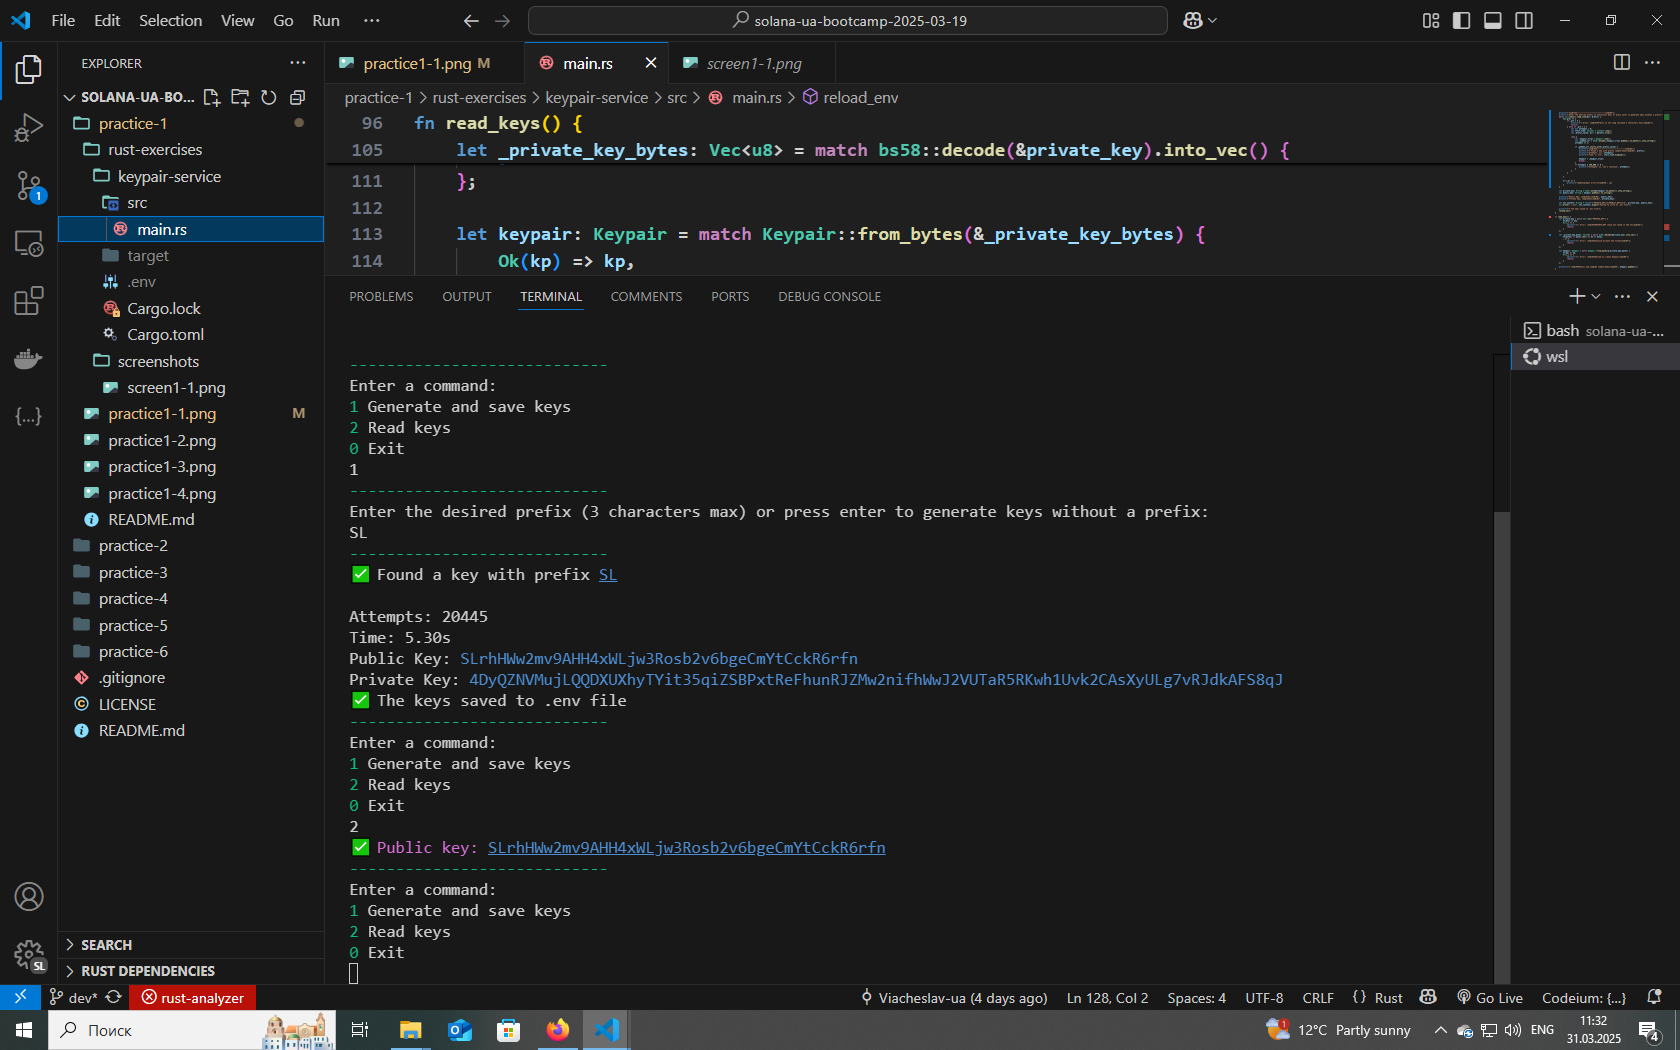 File Edit Selection View Go Run ···
solana-ua-bootcamp-2025-03-19
EXPLORER
SOLANA-UA-BO...
practice-1
rust-exercises
keypair-service
src
main.rs
target
.env
Cargo.lock
Cargo.toml
screenshots
screen1-1.png
practice1-1.png M
practice1-2.png
practice1-3.png
practice1-4.png
README.md
practice-2
practice-3
practice-4
practice-5
practice-6
.gitignore
LICENSE
README.md
SEARCH
RUST DEPENDENCIES
1
SL
practice1-1.png M
main.rs
screen1-1.png
practice-1 > rust-exercises > keypair-service > src > main.rs > reload_env
96 fn read_keys() {
105 let _private_key_bytes: Vec<u8> = match bs58::decode(&private_key).into_vec() {
111 };
112
113 let keypair: Keypair = match Keypair::from_bytes(&_private_key_bytes) {
114 Ok(kp) => kp,
PROBLEMS OUTPUT TERMINAL COMMENTS PORTS DEBUG CONSOLE
bash solana-ua-...
wsl
----------------------------
Enter a command:
1 Generate and save keys
2 Read keys
0 Exit
1
----------------------------
Enter the desired prefix (3 characters max) or press enter to generate keys without a prefix:
SL
----------------------------
✅ Found a key with prefix SL
Attempts: 20445
Time: 5.30s
Public Key: SLrhHWw2mv9AHH4xWLjw3Rosb2v6bgeCmYtCckR6rfn
Private Key: 4DyQZNVMujLQQDXUXhyTYit35qiZSBPxtReFhunRJZMw2nifhWwJ2VUTaR5RKwh1Uvk2CAsXyULg7vRJdkAFS8qJ
✅ The keys saved to .env file
----------------------------
Enter a command:
1 Generate and save keys
2 Read keys
0 Exit
2
✅ Public key: SLrhHWw2mv9AHH4xWLjw3Rosb2v6bgeCmYtCckR6rfn
----------------------------
Enter a command:
1 Generate and save keys
2 Read keys
0 Exit
dev* rust-analyzer Viacheslav-ua (4 days ago) Ln 128, Col 2 Spaces: 4 UTF-8 CRLF {} Rust Go Live Codeium: {...}
Поиск
1 12°C Partly sunny ENG 11:32
31.03.2025
4